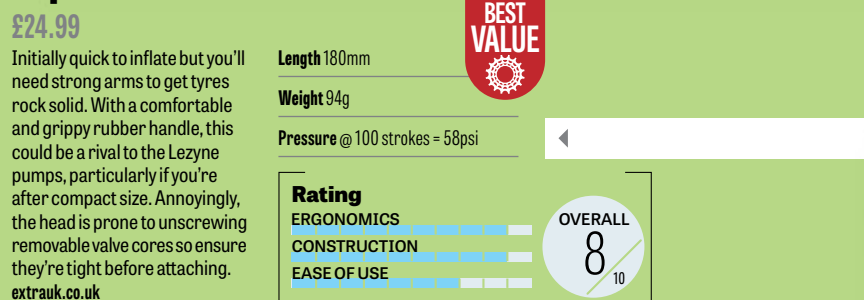 £24.99
Initially quick to inflate but you'll
need strong arms to get tyres
rock solid. With a comfortable
and grippy rubber handle, this
could be a rival to the Lezyne
pumps, particularly if you're
after compact size. Annoyingly,
the head is prone to unscrewing
removable valve cores so ensure
they're tight before attaching.
extrauk.co.uk
Length 180mm
Weight 94g
Pressure @ 100 strokes = 58psi
BEST
VALUE
Rating
ERGONOMICS
CONSTRUCTION
EASE OF USE
OVERALL
8
10